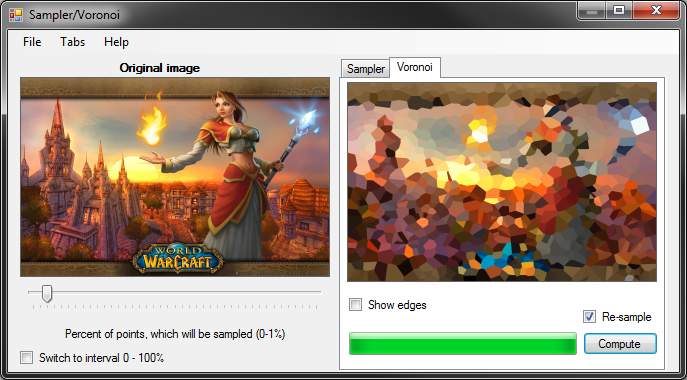 Sampler/Voronoi
File Tabs Help
Original image
WORLD
OF
WARCRAFT
Percent of points, which will be sampled (0-1%)
Switch to interval 0 - 100%
Sampler Voronoi
Show edges
Re-sample
Compute